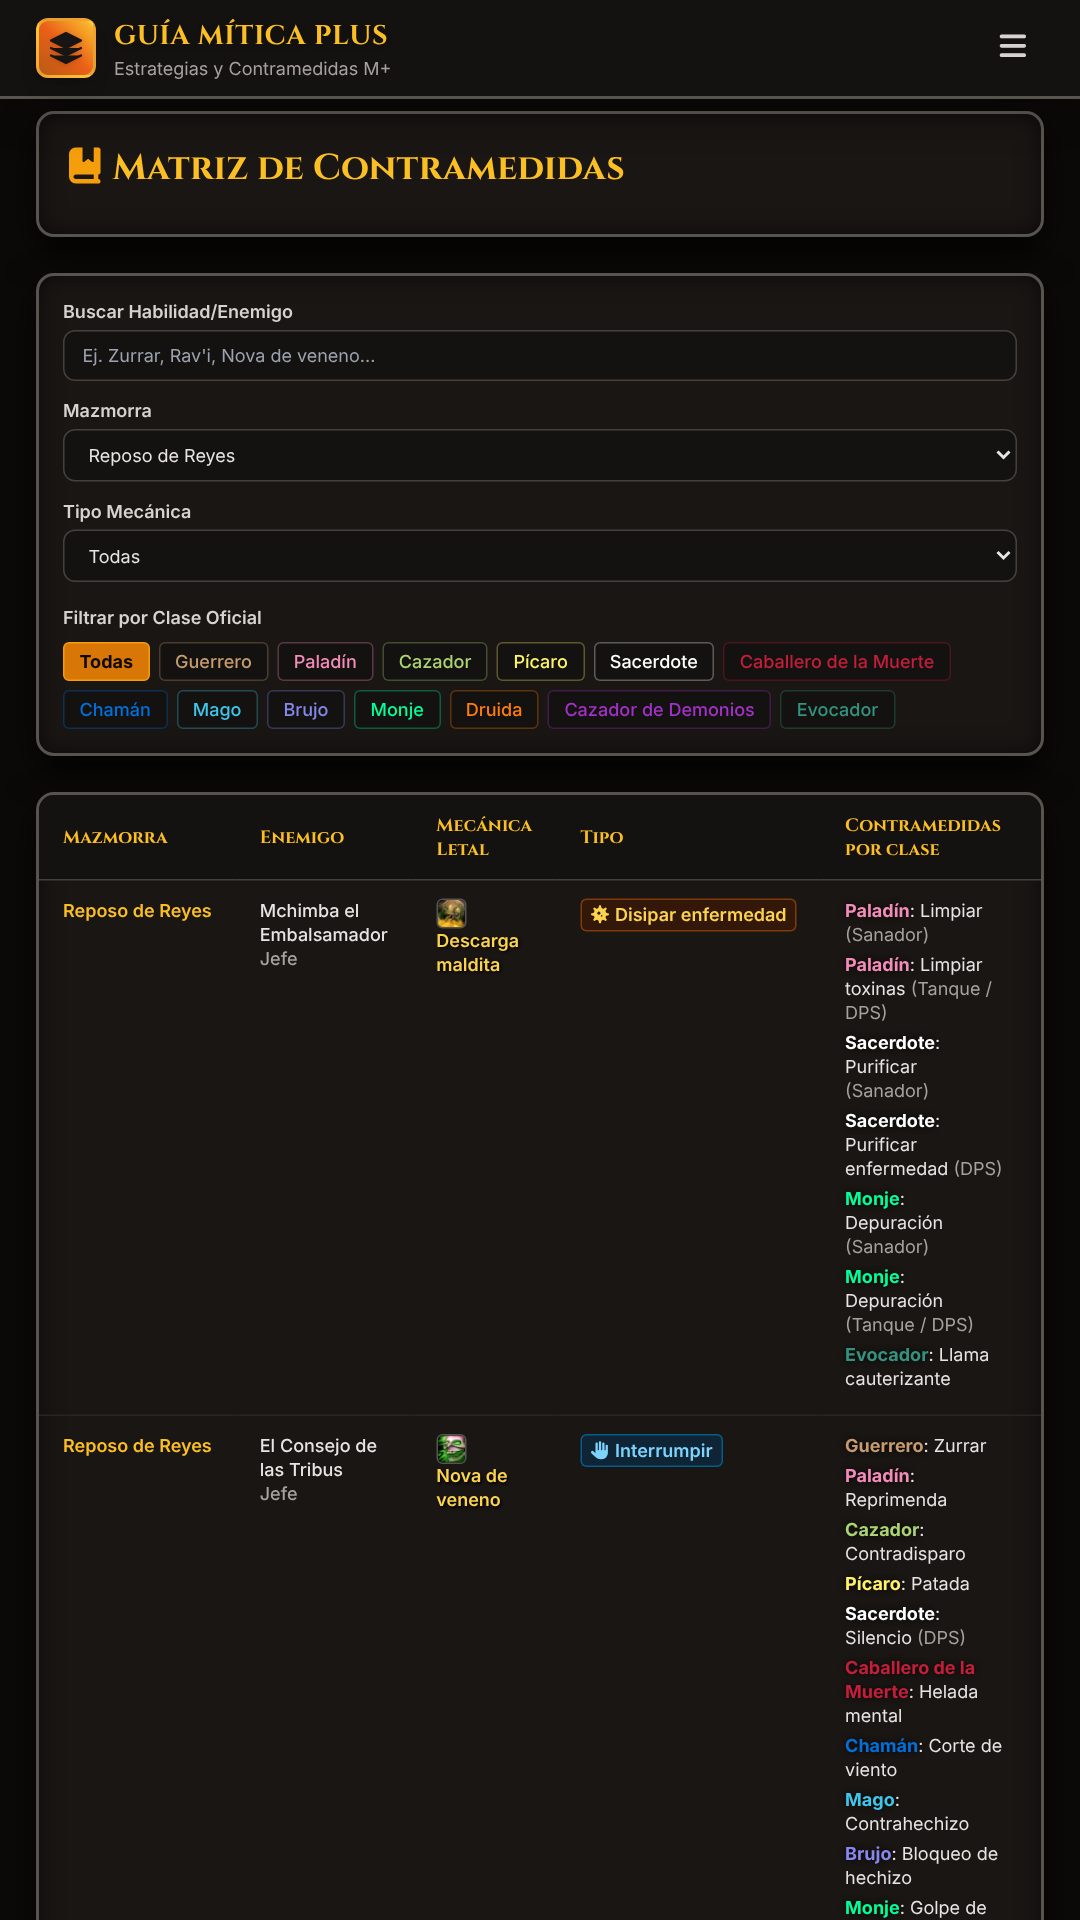 GUÍA MÍTICA PLUS
Estrategias y Contramedidas M+
Matriz de Contramedidas
Buscar Habilidad/Enemigo
Ej. Zurrar, Rav'i, Nova de veneno...
Mazmorra
Reposo de Reyes
Tipo Mecánica
Todas
Filtrar por Clase Oficial
Todas Guerrero Paladín Cazador Pícaro Sacerdote Caballero de la Muerte
Chamán Mago Brujo Monje Druida Cazador de Demonios Evocador
Mazmorra
Enemigo
Mecánica
Letal
Tipo
Contramedidas
por clase
Reposo de Reyes
Mchimba el
Embalsamador
Jefe
Descarga
maldita
Disipar enfermedad
Paladín: Limpiar
(Sanador)
Paladín: Limpiar
toxinas (Tanque /
DPS)
Sacerdote:
Purificar
(Sanador)
Sacerdote:
Purificar
enfermedad (DPS)
Monje:
Depuración
(Sanador)
Monje:
Depuración
(Tanque / DPS)
Evocador: Llama
cauterizante
Reposo de Reyes
El Consejo de
las Tribus
Jefe
Nova de
veneno
Interrumpir
Guerrero: Zurrar
Paladín:
Reprimenda
Cazador:
Contradisparo
Pícaro: Patada
Sacerdote:
Silencio (DPS)
Caballero de la
Muerte: Helada
mental
Chamán: Corte de
viento
Mago:
Contrahechizo
Brujo: Bloqueo de
hechizo
Monje: Golpe de